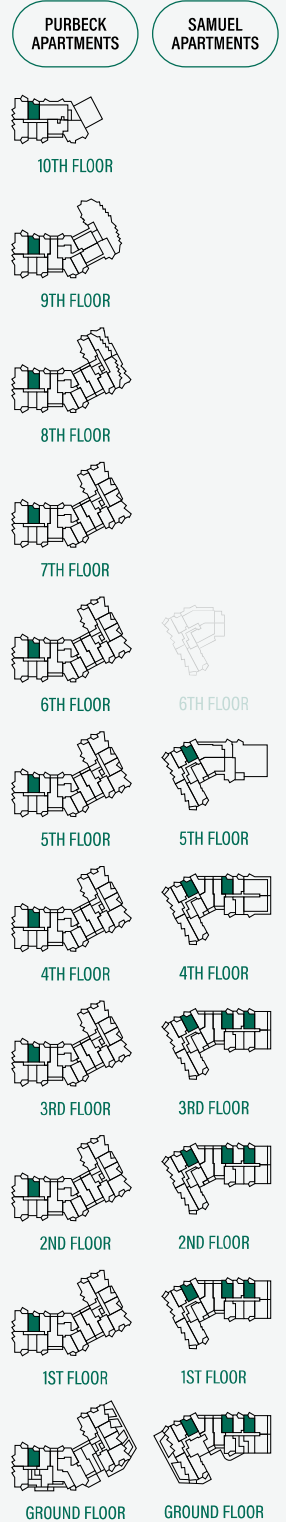 PURBECK
APARTMENTS
SAMUEL
APARTMENTS
10TH FLOOR
9TH FLOOR
8TH FLOOR
7TH FLOOR
6TH FLOOR
6TH FLOOR
5TH FLOOR
5TH FLOOR
4TH FLOOR
4TH FLOOR
3RD FLOOR
3RD FLOOR
2ND FLOOR
2ND FLOOR
1ST FLOOR
1ST FLOOR
GROUND FLOOR
GROUND FLOOR